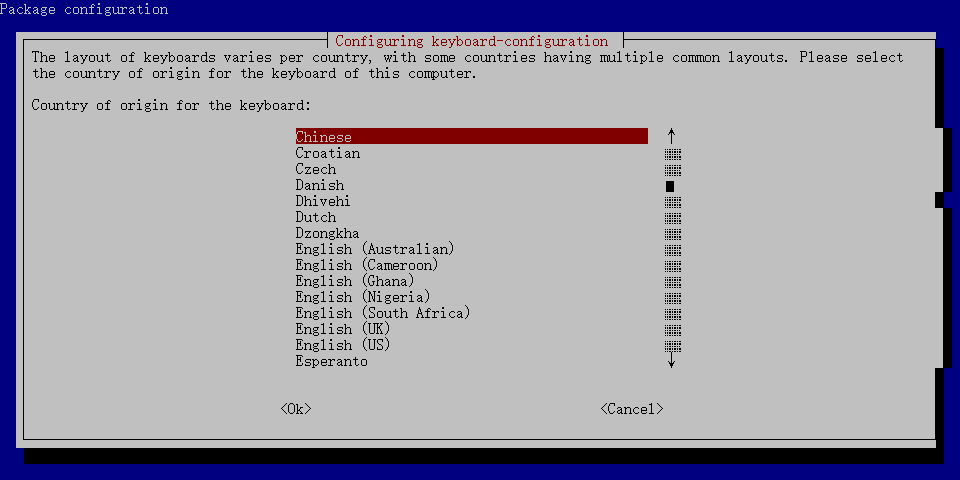 Package configuration
Configuring keyboard-configuration
The layout of keyboards varies per country, with some countries having multiple common layouts. Please select
the country of origin for the keyboard of this computer.
Country of origin for the keyboard:
Chinese
Croatian
Czech
Danish
Dhivehi
Dutch
Dzongkha
English (Australian)
English (Cameroon)
English (Ghana)
English (Nigeria)
English (South Africa)
English (UK)
English (US)
Esperanto
<Ok> <Cancel>